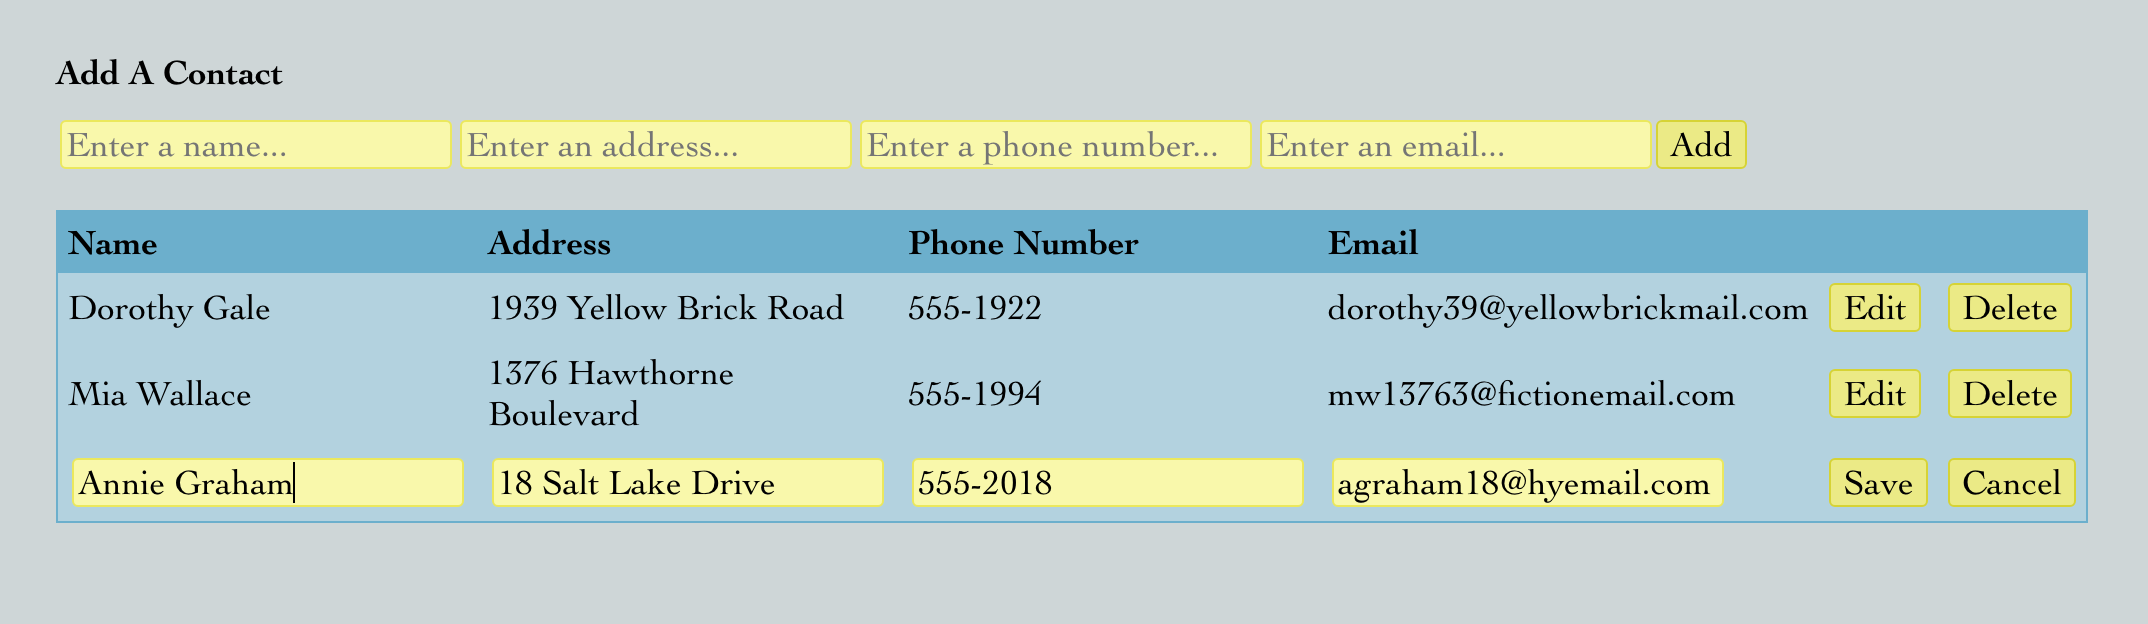 Add A Contact
Enter a name... Enter an address... Enter a phone number... Enter an email... Add
Name Address Phone Number Email
Dorothy Gale 1939 Yellow Brick Road 555-1922 dorothy39@yellowbrickmail.com Edit Delete
Mia Wallace 1376 Hawthorne Boulevard 555-1994 mw13763@fictionemail.com Edit Delete
Annie Graham 18 Salt Lake Drive 555-2018 agraham18@hyemail.com Save Cancel